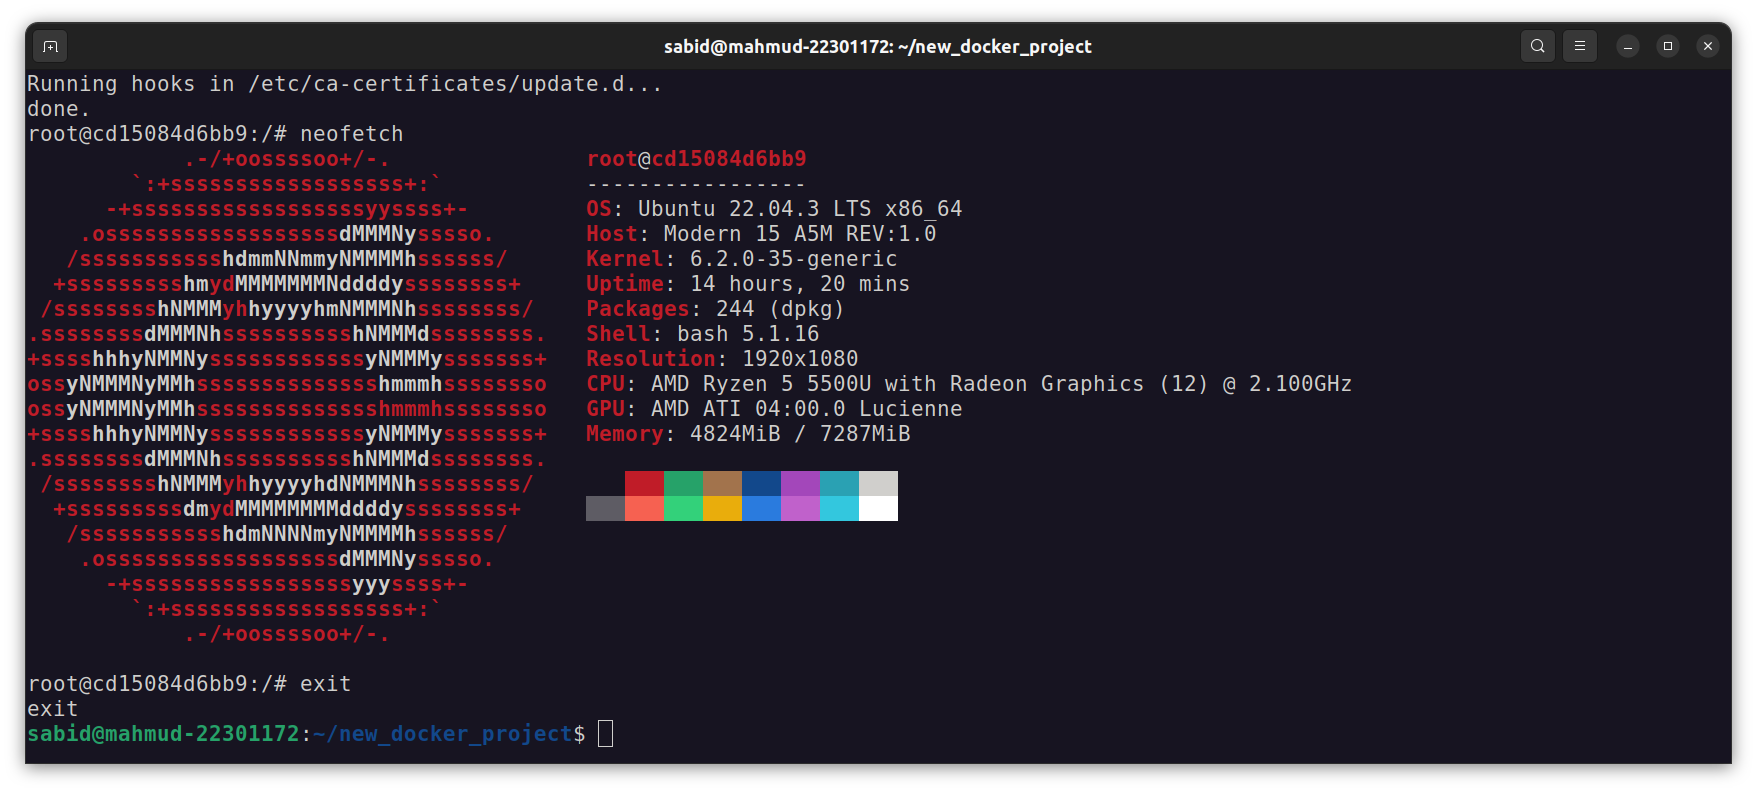 sabid@mahmud-22301172: ~/new_docker_project
Running hooks in /etc/ca-certificates/update.d...
done.
root@cd15084d6bb9:/# neofetch
            .-/+oossssoo+/-.               root@cd15084d6bb9
        `:+ssssssssssssssssss+:`           -----------------
      -+ssssssssssssssssssyyssss+-         OS: Ubuntu 22.04.3 LTS x86_64
    .ossssssssssssssssssdMMMNysssso.       Host: Modern 15 A5M REV:1.0
   /ssssssssssshdmmNNmmyNMMMMhssssss/      Kernel: 6.2.0-35-generic
  +ssssssssshmydMMMMMMMNddddyssssssss+     Uptime: 14 hours, 20 mins
 /sssssssshNMMMyhhyyyyhmNMMMNhssssssss/    Packages: 244 (dpkg)
.ssssssssdMMMNhsssssssssshNMMMdssssssss.   Shell: bash 5.1.16
+sssshhhyNMMNyssssssssssssyNMMMysssssss+   Resolution: 1920x1080
ossyNMMMNyMMhsssssssssssssshmmmhssssssso   CPU: AMD Ryzen 5 5500U with Radeon Graphics (12) @ 2.100GHz
ossyNMMMNyMMhsssssssssssssshmmmhssssssso   GPU: AMD ATI 04:00.0 Lucienne
+sssshhhyNMMNyssssssssssssyNMMMysssssss+   Memory: 4824MiB / 7287MiB
.ssssssssdMMMNhsssssssssshNMMMdssssssss.
 /sssssssshNMMMyhhyyyyhdNMMMNhssssssss/
  +sssssssssdmydMMMMMMMMddddyssssssss+
   /ssssssssssshdmNNNNmyNMMMMhssssss/
    .ossssssssssssssssssdMMMNysssso.
      -+sssssssssssssssssyyyssss+-
        `:+ssssssssssssssssss+:`
            .-/+oossssoo+/-.
root@cd15084d6bb9:/# exit
exit
sabid@mahmud-22301172:~/new_docker_project$